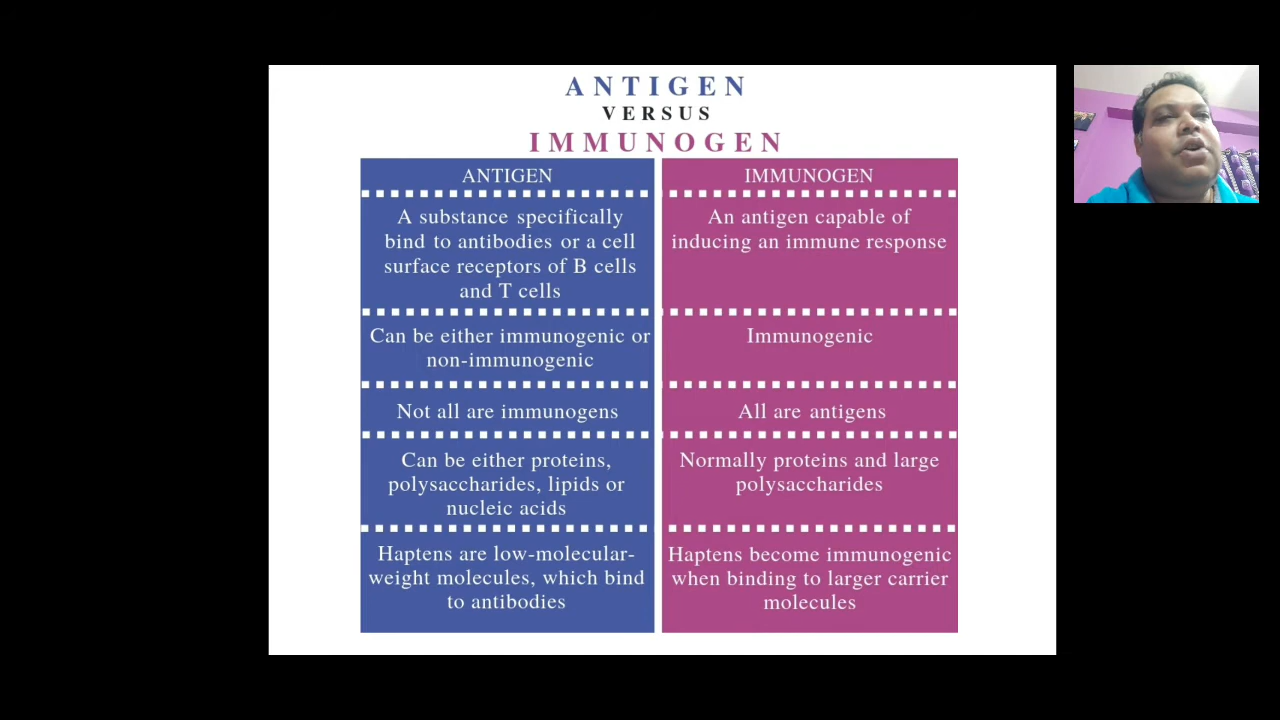 ANTIGEN
VERSUS
IMMUNOGEN
ANTIGEN
A substance specifically
bind to antibodies or a cell
surface receptors of B cells
and T cells
Can be either immunogenic or
non-immunogenic
Not all are immunogens
Can be either proteins,
polysaccharides, lipids or
nucleic acids
Haptens are low-molecular-
weight molecules, which bind
to antibodies
IMMUNOGEN
An antigen capable of
inducing an immune response
Immunogenic
All are antigens
Normally proteins and large
polysaccharides
Haptens become immunogenic
when binding to larger carrier
molecules